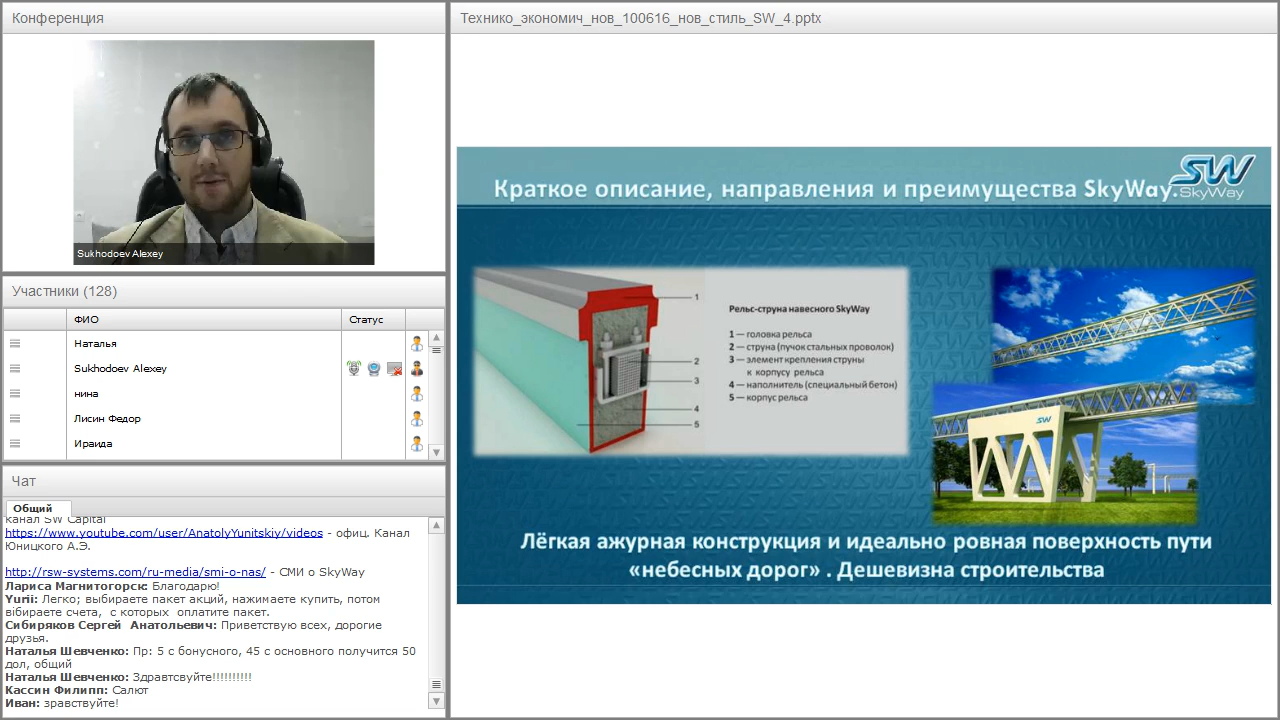 Конференция
Sukhodoev Alexey
Участники (128)
ФИО
Статус
Наталья
Sukhodoev Alexey
нина
Лисин Федор
Ираида
Чат
Общий
канал SW Capital
https://www.youtube.com/user/AnatolyYunitskiy/videos - офиц. Канал
Юницкого А.Э.
http://rsw-systems.com/ru-media/smi-o-nas/ - СМИ о SkyWay
Лариса Магнитогорск: Благодарю!
Yurii: Легко; выбираете пакет акций, нажимаете купить, потом
вібираете счета, с которых оплатите пакет.
Сибиряков Сергей Анатольевич: Приветствую всех, дорогие
друзья.
Наталья Шевченко: Пр: 5 с бонусного, 45 с основного получится 50
дол, общий
Наталья Шевченко: Здравтсвуйте!!!!!!!!!!
Кассин Филипп: Салют
Иван: зравствуйте!
Технико_экономич_нов_100616_нов_стиль_SW_4.pptx
Краткое описание, направления и преимущества SkyWay.
SW
SkyWay
1
2
3
4
5
Рельс-струна навесного SkyWay
1 — головка рельса
2 — струна (пучок стальных проволок)
3 — элемент крепления струны
к корпусу рельса
4 — наполнитель (специальный бетон)
5 — корпус рельса
SW
Лёгкая ажурная конструкция и идеально ровная поверхность пути
«небесных дорог» . Дешевизна строительства